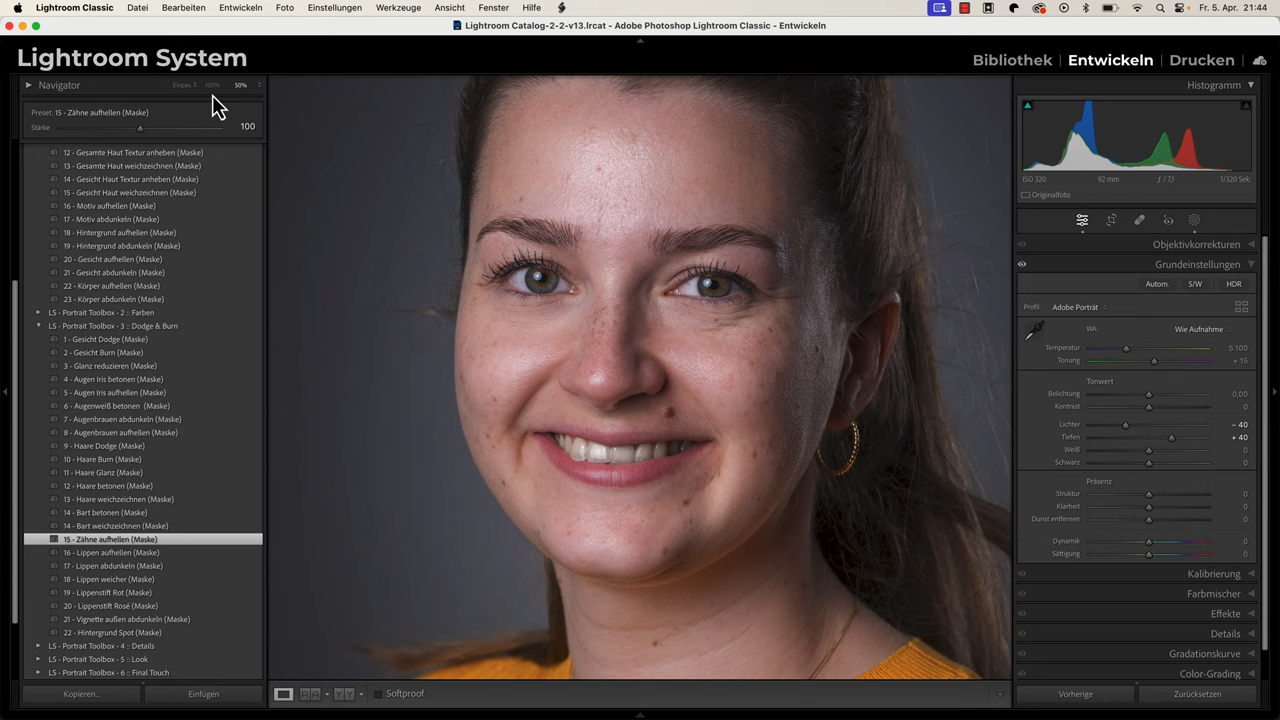 Lightroom Classic Datei Bearbeiten Entwickeln Foto Einstellungen Werkzeuge Ansicht Fenster Hilfe Fr. 5. Apr. 21:44
Lightroom Catalog-2-2-v13.lrcat - Adobe Photoshop Lightroom Classic - Entwickeln
Lightroom System
Bibliothek | Entwickeln | Drucken
Navigator Einpas. 100% 50%
Preset: 15 - Zähne aufhellen (Maske)
Stärke 100
12 - Gesamte Haut Textur anheben (Maske)
13 - Gesamte Haut weichzeichnen (Maske)
14 - Gesicht Haut Textur anheben (Maske)
15 - Gesicht Haut weichzeichnen (Maske)
16 - Motiv aufhellen (Maske)
17 - Motiv abdunkeln (Maske)
18 - Hintergrund aufhellen (Maske)
19 - Hintergrund abdunkeln (Maske)
20 - Gesicht aufhellen (Maske)
21 - Gesicht abdunkeln (Maske)
22 - Körper aufhellen (Maske)
23 - Körper abdunkeln (Maske)
LS - Portrait Toolbox - 2 :: Farben
LS - Portrait Toolbox - 3 :: Dodge & Burn
1 - Gesicht Dodge (Maske)
2 - Gesicht Burn (Maske)
3 - Glanz reduzieren (Maske)
4 - Augen Iris betonen (Maske)
5 - Augen Iris aufhellen (Maske)
6 - Augenweiß betonen (Maske)
7 - Augenbrauen abdunkeln (Maske)
8 - Augenbrauen aufhellen (Maske)
9 - Haare Dodge (Maske)
10 - Haare Burn (Maske)
11 - Haare Glanz (Maske)
12 - Haare betonen (Maske)
13 - Haare weichzeichnen (Maske)
14 - Bart betonen (Maske)
14 - Bart weichzeichnen (Maske)
15 - Zähne aufhellen (Maske)
16 - Lippen aufhellen (Maske)
17 - Lippen abdunkeln (Maske)
18 - Lippen weicher (Maske)
19 - Lippenstift Rot (Maske)
20 - Lippenstift Rosé (Maske)
21 - Vignette außen abdunkeln (Maske)
22 - Hintergrund Spot (Maske)
LS - Portrait Toolbox - 4 :: Details
LS - Portrait Toolbox - 5 :: Look
LS - Portrait Toolbox - 6 :: Final Touch
Kopieren... Einfügen
Softproof
Histogramm
ISO 320 92 mm ƒ / 7,1 1/320 Sek.
Originalfoto
Objektivkorrekturen
Grundeinstellungen
Autom. S/W HDR
Profil: Adobe Porträt
WA: Wie Aufnahme
Temperatur 5.100
Tonung + 15
Tonwert
Belichtung 0,00
Kontrast 0
Lichter - 40
Tiefen + 40
Weiß 0
Schwarz 0
Präsenz
Struktur 0
Klarheit 0
Dunst entfernen 0
Dynamik 0
Sättigung 0
Kalibrierung
Farbmischer
Effekte
Details
Gradationskurve
Color-Grading
Vorherige Zurücksetzen